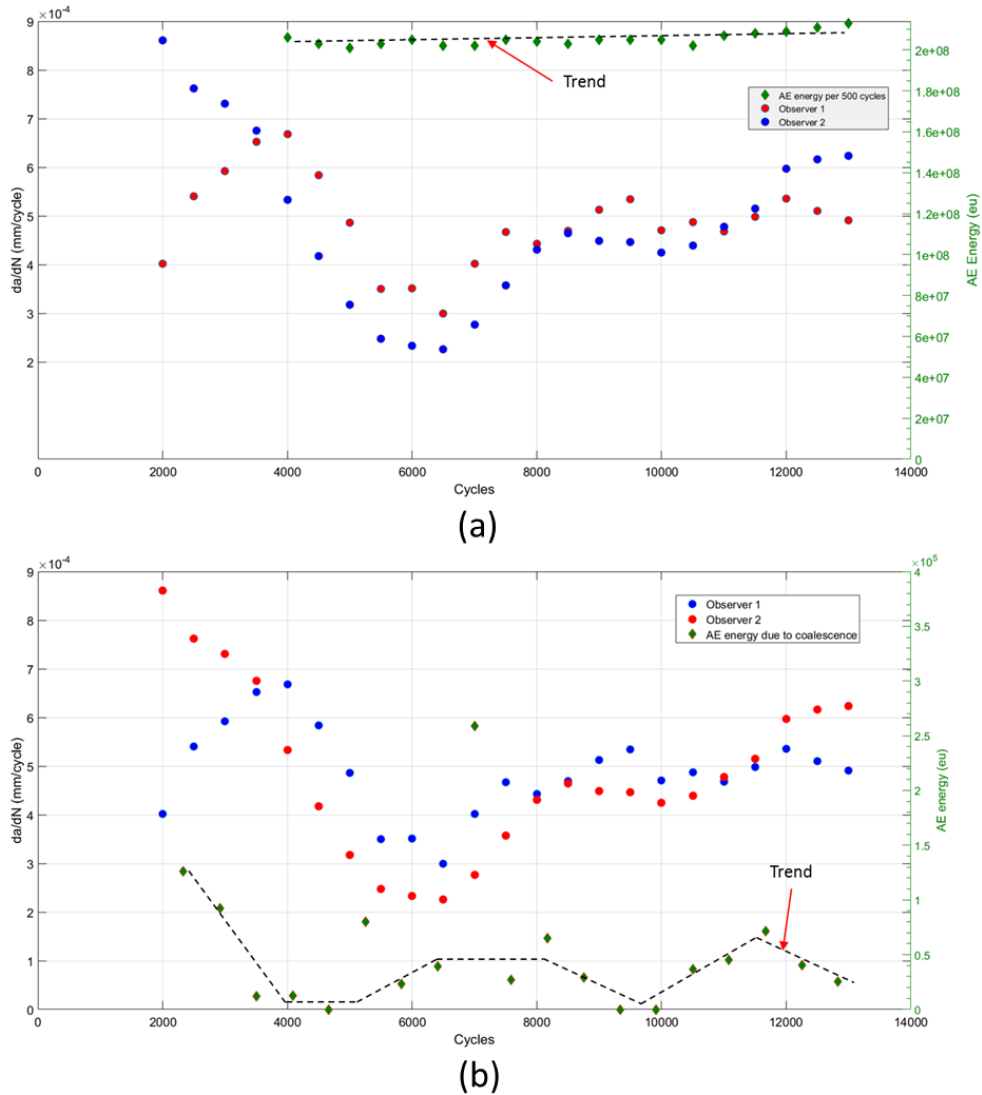 ×10⁻⁴
9
8
7
6
5
4
3
2
da/dN (mm/cycle)
0
2000
4000
6000
8000
10000
12000
14000
Cycles
2e+08
1.8e+08
1.6e+08
1.4e+08
1.2e+08
1e+08
8e+07
6e+07
4e+07
2e+07
0
AE Energy (eu)
Trend
AE energy per 500 cycles
Observer 1
Observer 2
(a)
×10⁻⁴
9
8
7
6
5
4
3
2
1
0
da/dN (mm/cycle)
0
2000
4000
6000
8000
10000
12000
14000
Cycles
×10⁵
4
3.5
3
2.5
2
1.5
1
0.5
0
AE energy (eu)
Observer 1
Observer 2
AE energy due to coalescence
Trend
(b)